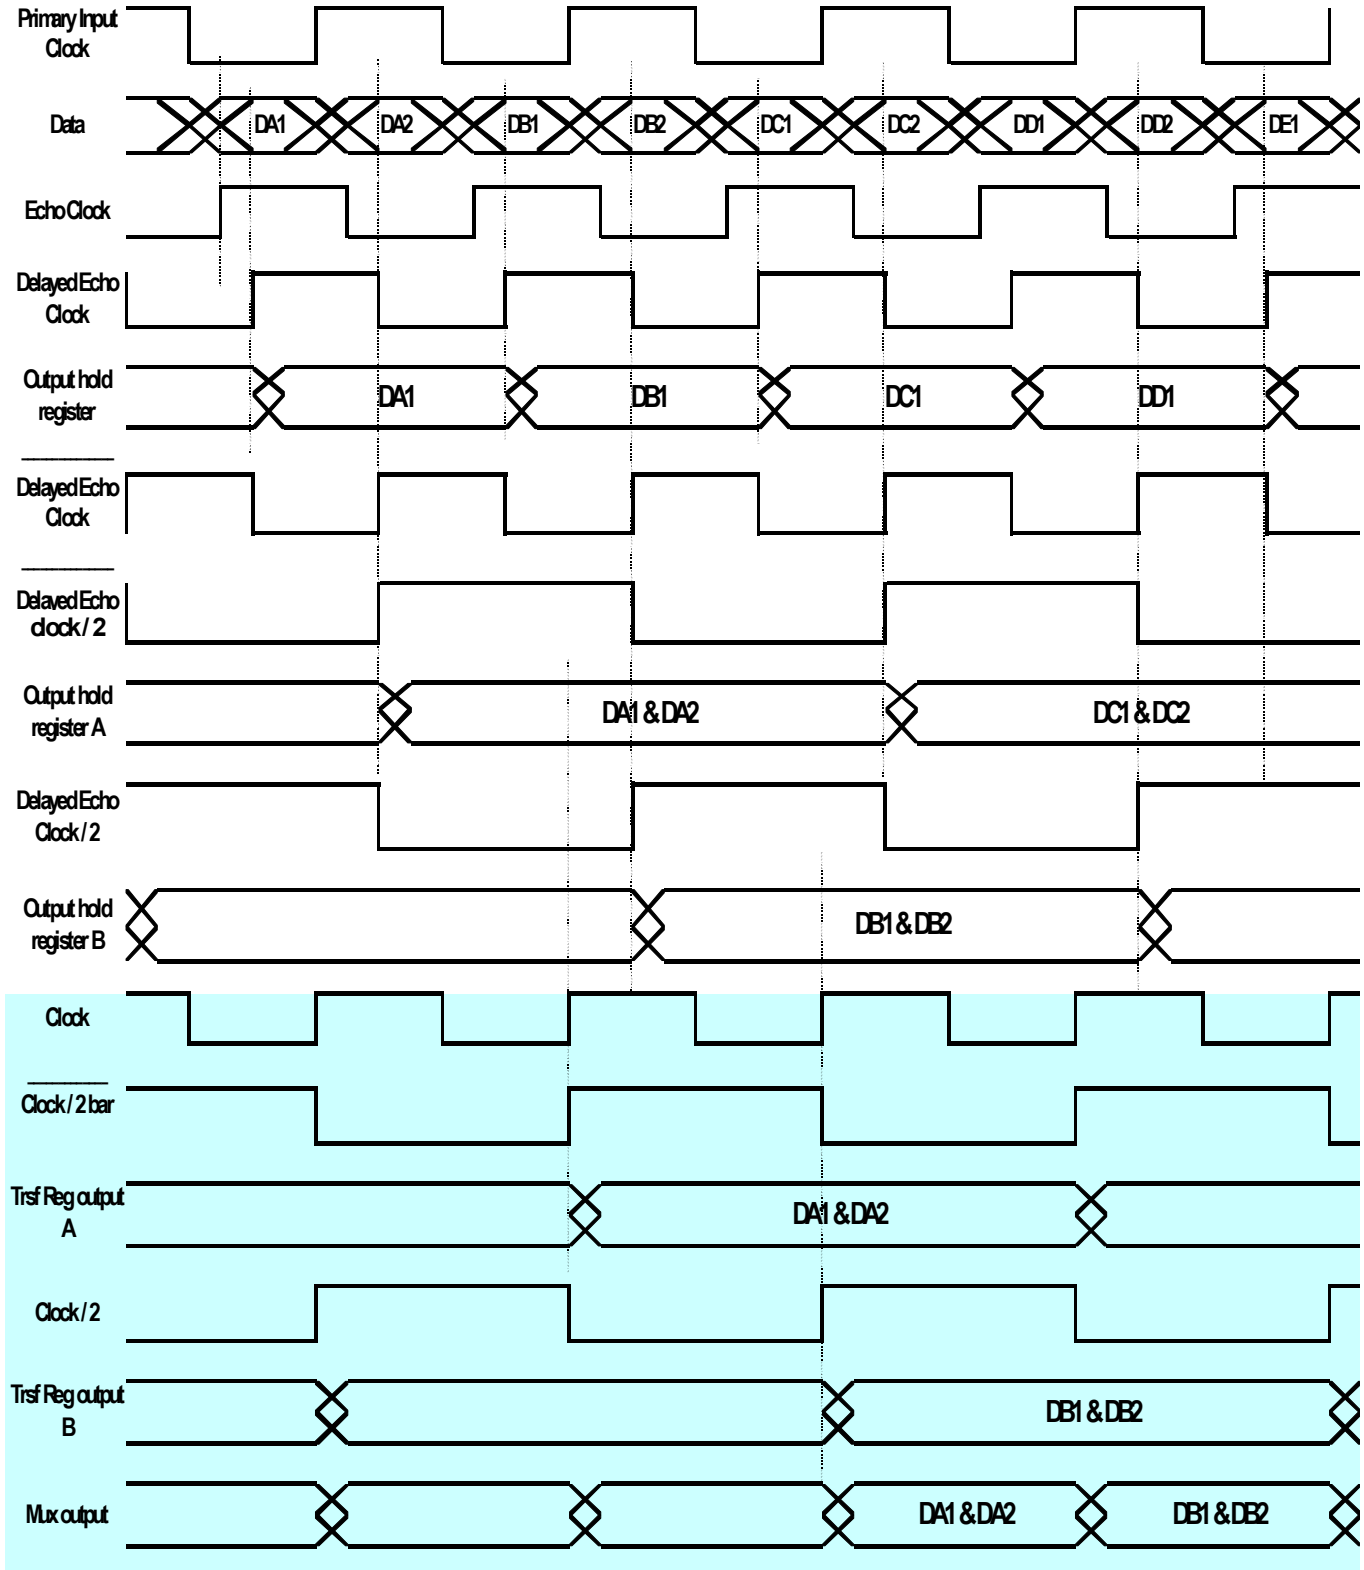 Primary Input
Clock
Data
DA1 DA2 DB1 DB2 DC1 DC2 DD1 DD2 DE1
Echo Clock
Delayed Echo
Clock
Output hold
register
DA1 DB1 DC1 DD1
Delayed Echo
Clock
Delayed Echo
clock / 2
Output hold
register A
DA1 & DA2 DC1 & DC2
Delayed Echo
Clock / 2
Output hold
register B
DB1 & DB2
Clock
Clock / 2 bar
Trsf Reg output
A
DA1 & DA2
Clock / 2
Trsf Reg output
B
DB1 & DB2
Mux output
DA1 & DA2 DB1 & DB2